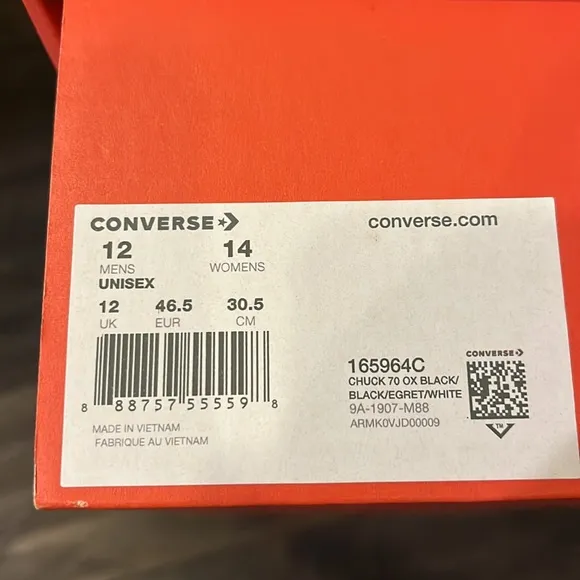 CONVERSE
converse.com
12 14
MENS WOMENS
UNISEX
12 46.5 30.5
UK EUR CM
8 88757 55559 8
MADE IN VIETNAM
FABRIQUE AU VIETNAM
165964C
CHUCK 70 OX BLACK/
BLACK/EGRET/WHITE
9A-1907-M88
ARMK0VJD00009
CONVERSE
TM